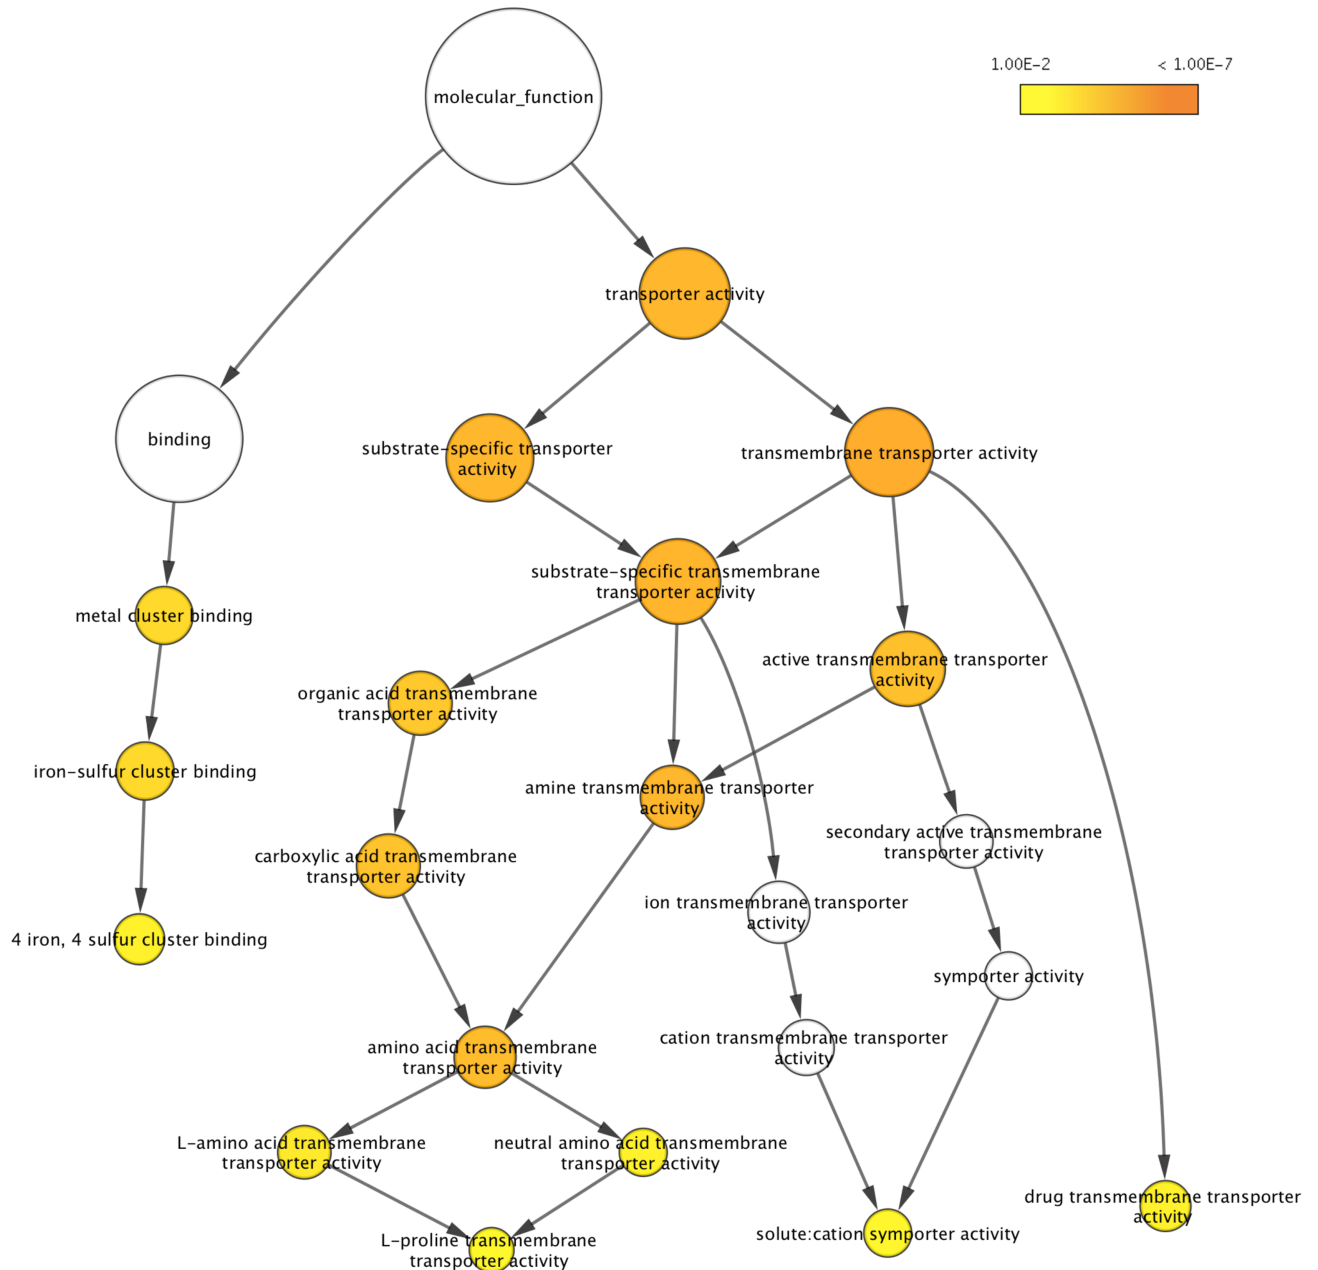 1.00E-2
< 1.00E-7
molecular_function
transporter activity
binding
substrate-specific transporter
activity
transmembrane transporter activity
substrate-specific transmembrane
transporter activity
metal cluster binding
active transmembrane transporter
activity
organic acid transmembrane
transporter activity
iron-sulfur cluster binding
amine transmembrane transporter
activity
secondary active transmembrane
transporter activity
carboxylic acid transmembrane
transporter activity
ion transmembrane transporter
activity
4 iron, 4 sulfur cluster binding
symporter activity
cation transmembrane transporter
activity
amino acid transmembrane
transporter activity
L-amino acid transmembrane
transporter activity
neutral amino acid transmembrane
transporter activity
drug transmembrane transporter
activity
solute:cation symporter activity
L-proline transmembrane
transporter activity